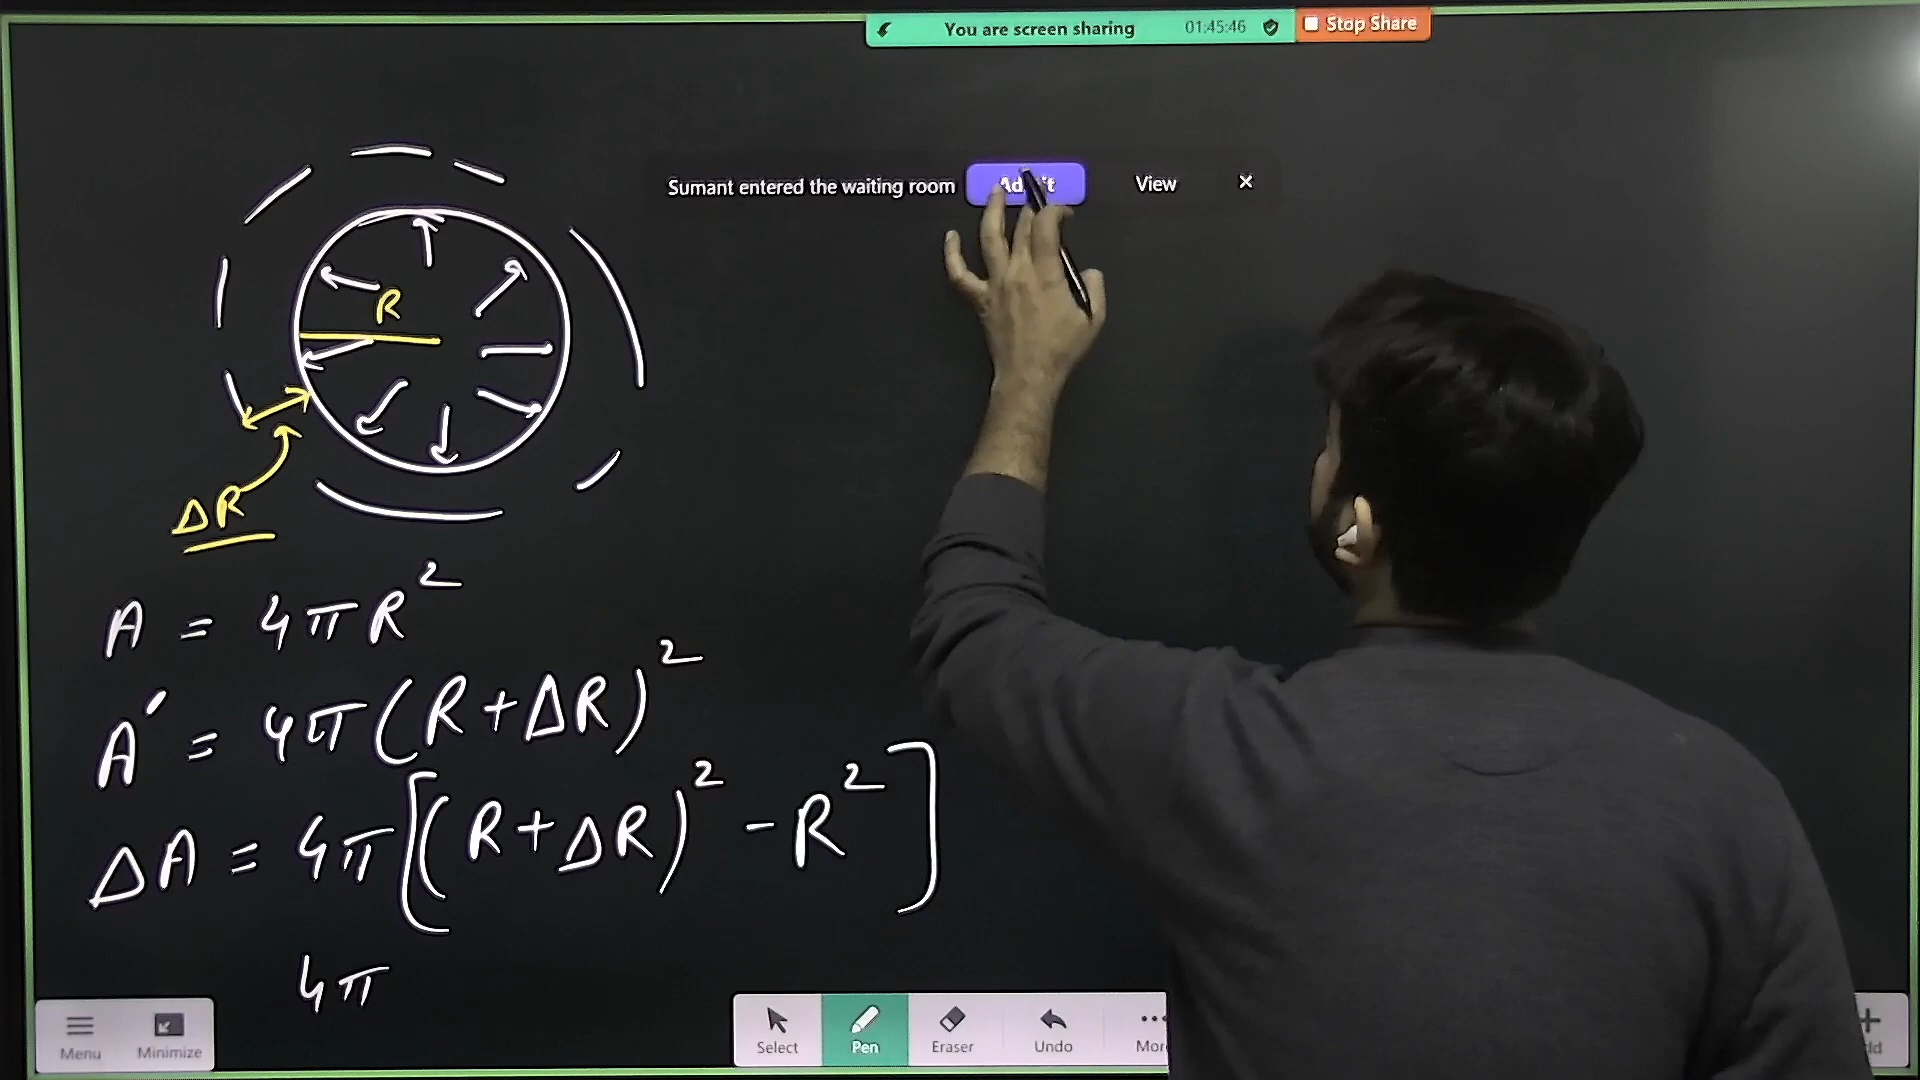 You are screen sharing 01:45:46 Stop Share
Sumant entered the waiting room View ×
R
ΔR
A = 4πR²
A' = 4π(R+ΔR)²
ΔA = 4π[(R+ΔR)² - R²]
4π
Menu Minimize Select Pen Eraser Undo